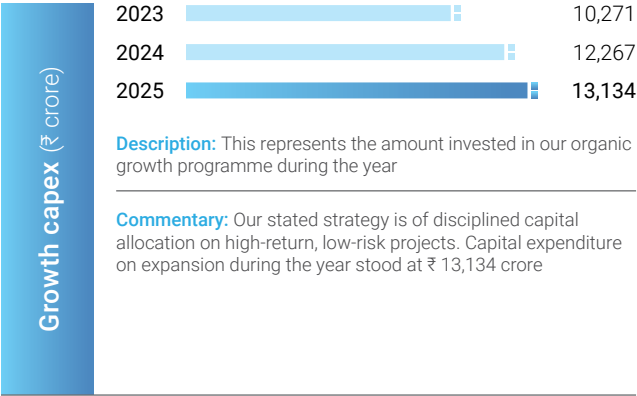 Growth capex (₹ crore)
2023 10,271
2024 12,267
2025 13,134
Description: This represents the amount invested in our organic
growth programme during the year
Commentary: Our stated strategy is of disciplined capital
allocation on high-return, low-risk projects. Capital expenditure
on expansion during the year stood at ₹ 13,134 crore